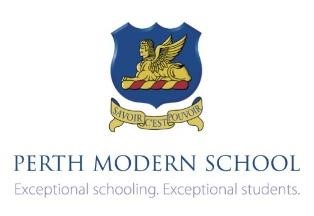 SAVOIR C'EST POUVOIR
PERTH MODERN SCHOOL
Exceptional schooling. Exceptional students.